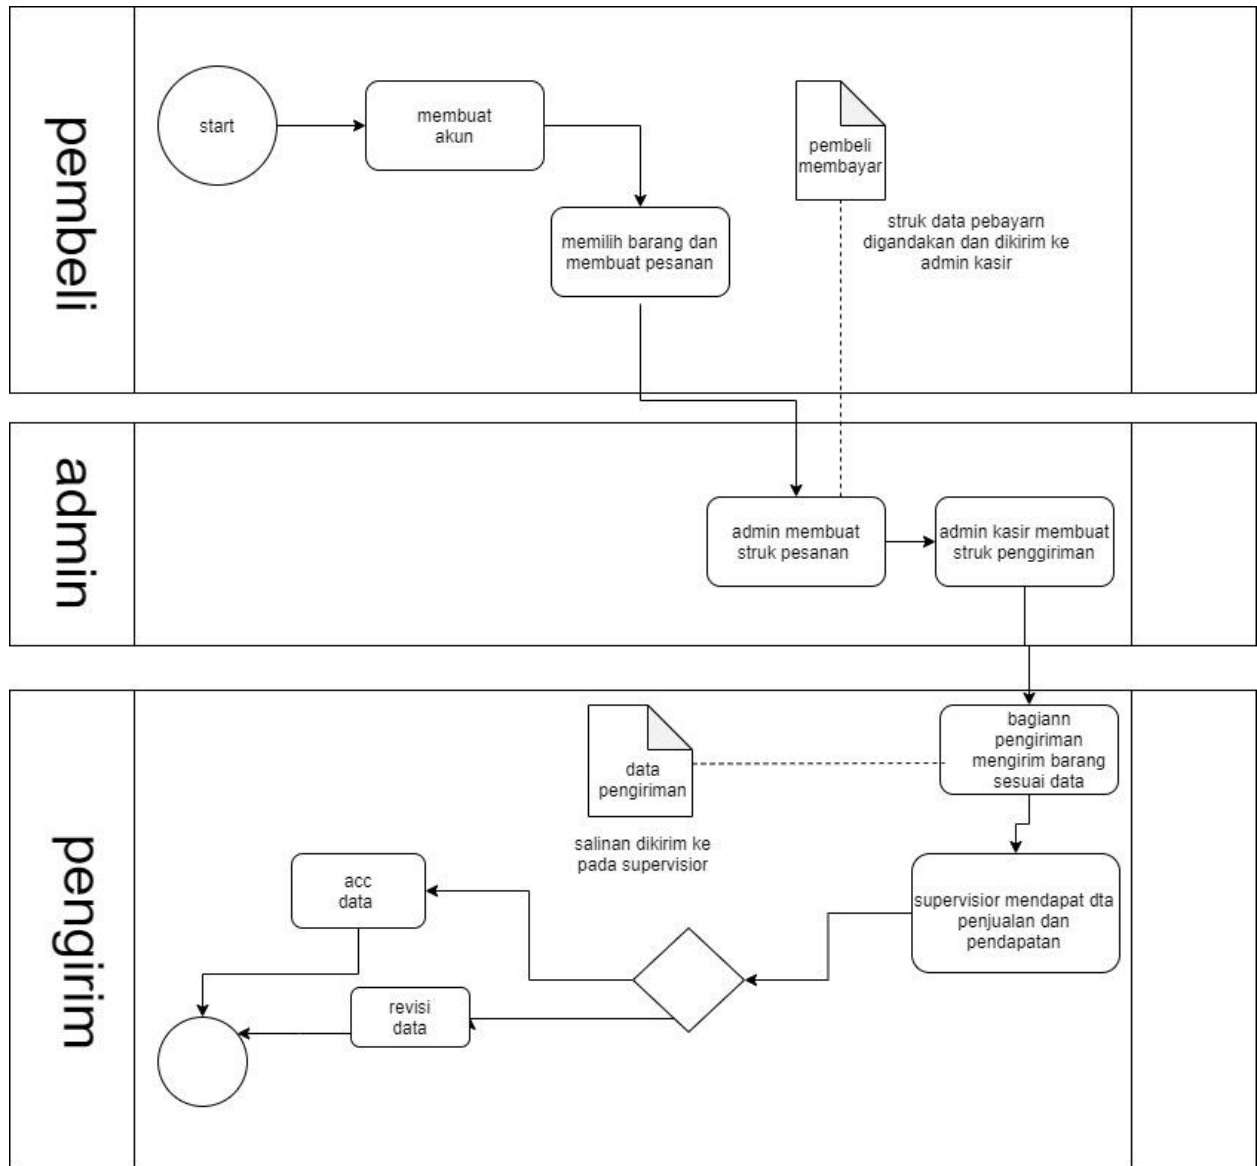 pembeli
start
membuat
akun
memilih barang dan
membuat pesanan
pembeli
membayar
struk data pebayarn
digandakan dan dikirim ke
admin kasir
admin
admin membuat
struk pesanan
admin kasir membuat
struk penggiriman
pengirim
bagiann
pengiriman
mengirim barang
sesuai data
data
pengiriman
salinan dikirim ke
pada supervisior
supervisior mendapat dta
penjualan dan
pendapatan
acc
data
revisi
data